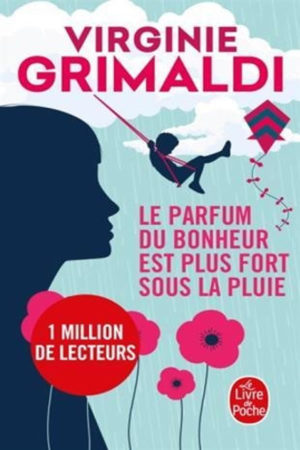 VIRGINIE
GRIMALDI
LE PARFUM
DU BONHEUR
EST PLUS FORT
SOUS LA PLUIE
1 MILLION
DE LECTEURS
Le
Livre
de
Poche